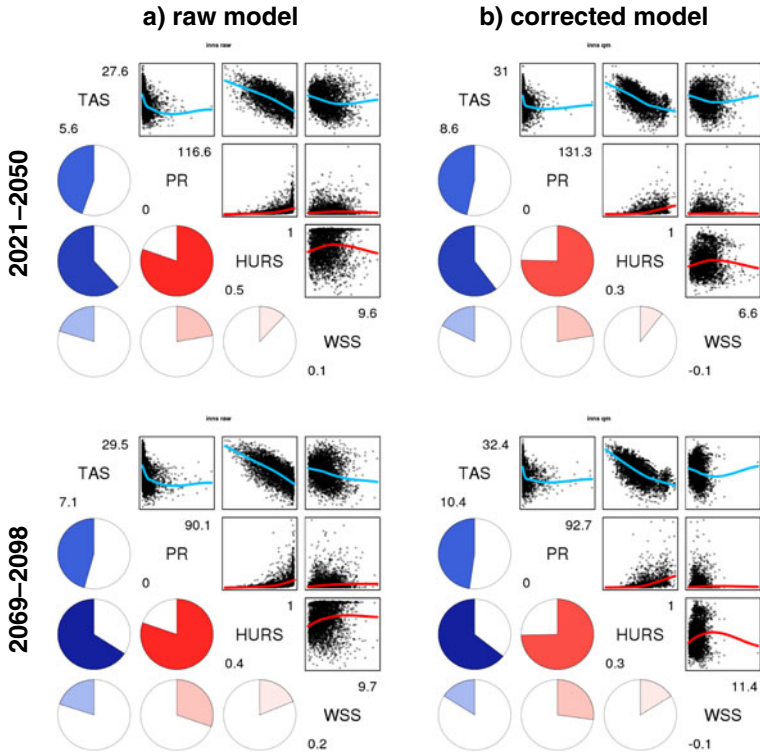 a) raw model
b) corrected model
inns raw
inns qm
2021–2050
27.6
TAS
5.6
116.6
PR
0
1
HURS
0.5
9.6
WSS
0.1
31
TAS
8.6
131.3
PR
0
1
HURS
0.3
6.6
WSS
-0.1
inns raw
inns qm
2069–2098
29.5
TAS
7.1
90.1
PR
0
1
HURS
0.4
9.7
WSS
0.2
32.4
TAS
10.4
92.7
PR
0
1
HURS
0.3
11.4
WSS
-0.1